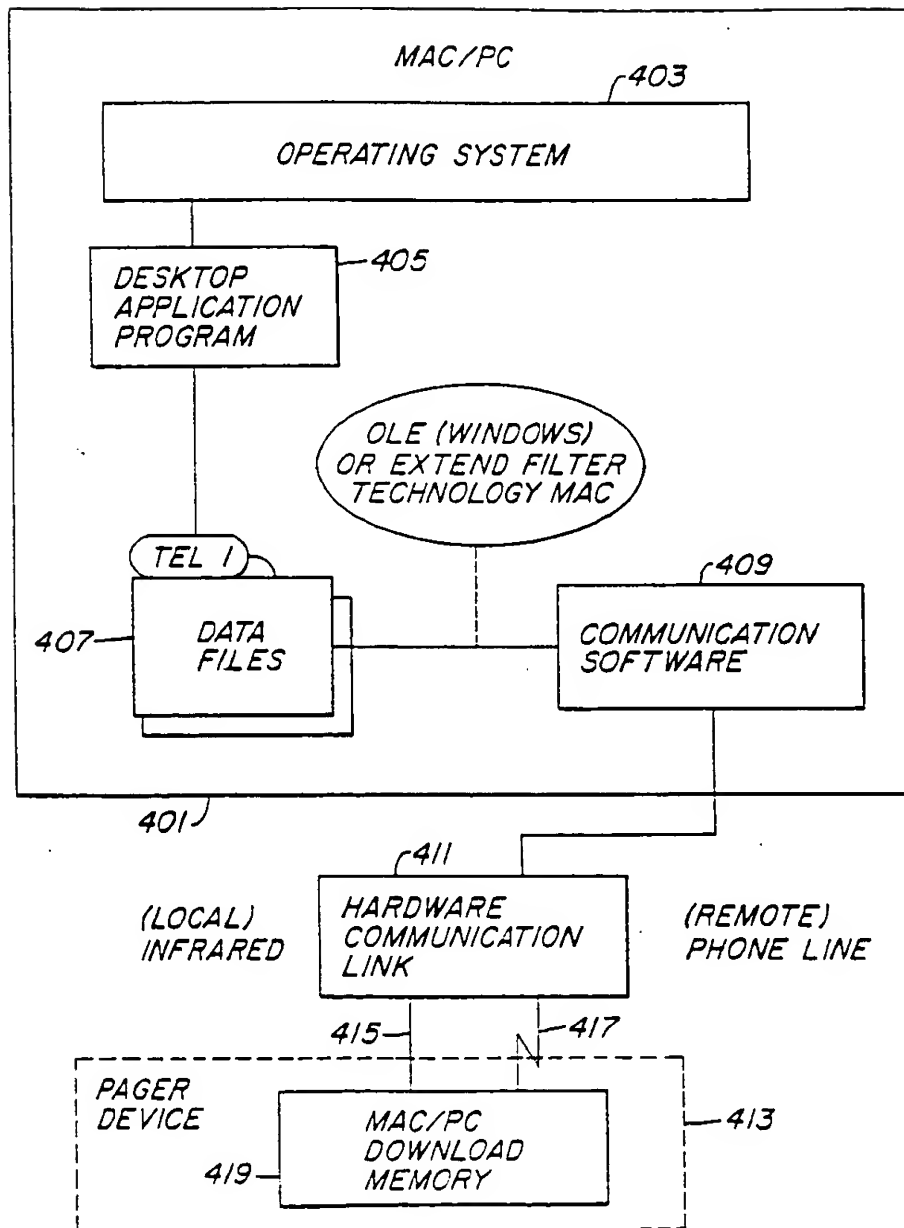 MAC/PC
403
OPERATING SYSTEM
405
DESKTOP
APPLICATION
PROGRAM
OLE (WINDOWS)
OR EXTEND FILTER
TECHNOLOGY MAC
TEL 1
409
407
DATA
FILES
COMMUNICATION
SOFTWARE
401
411
(LOCAL)
INFRARED
HARDWARE
COMMUNICATION
LINK
(REMOTE)
PHONE LINE
415
417
PAGER
DEVICE
MAC/PC
DOWNLOAD
MEMORY
413
419